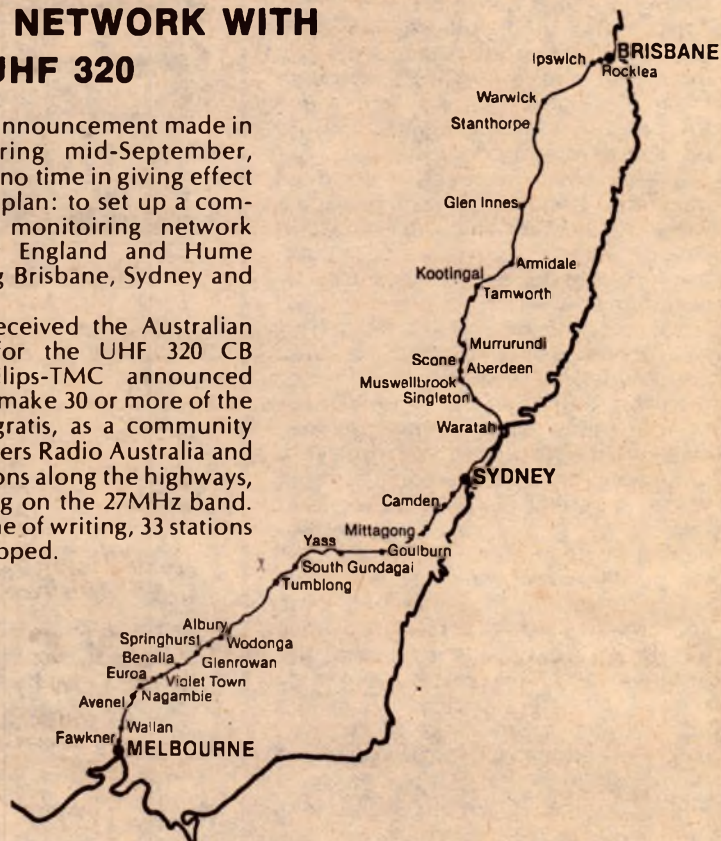 NETWORK WITH
UHF 320
nnouncement made in
ring mid-September,
no time in giving effect
plan: to set up a com-
monitoiring network
England and Hume
g Brisbane, Sydney and
eceived the Australian
for the UHF 320 CB
lips-TMC announced
make 30 or more of the
gratis, as a community
ers Radio Australia and
ons along the highways,
g on the 27MHz band.
ne of writing, 33 stations
pped.
Ipswich
BRISBANE
Rocklea
Warwick
Stanthorpe
Glen Innes
Armidale
Kootingal
Tamworth
Murrurundi
Scone
Aberdeen
Muswellbrook
Singleton
Waratah
SYDNEY
Camden
Mittagong
Yass
Goulburn
South Gundagai
Tumblong
Albury
Springhurst
Wodonga
Benalla
Glenrowan
Euroa
Violet Town
Avenel
Nagambie
Wallan
Fawkner
MELBOURNE